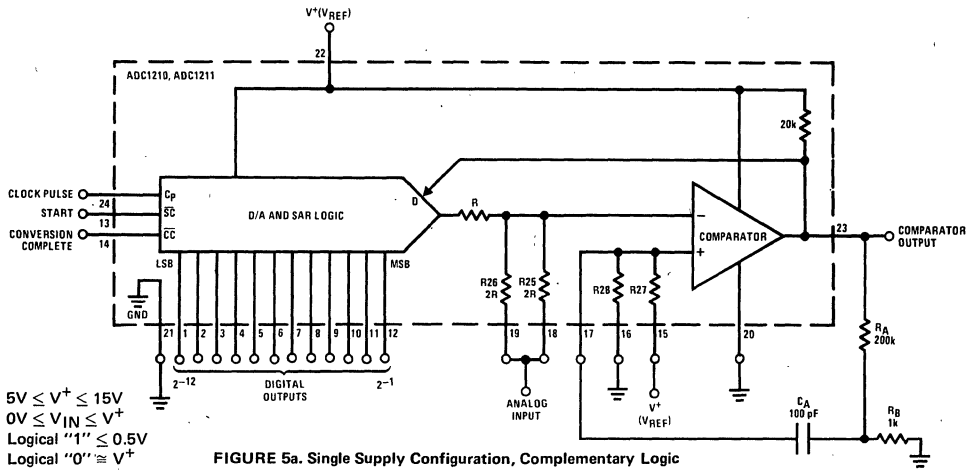 V+(VREF)
22
ADC1210, ADC1211
20k
CLOCK PULSE
24
CP
START
13
SC
CONVERSION COMPLETE
14
CC
D/A AND SAR LOGIC
D
R
LSB
MSB
COMPARATOR
−
+
23
COMPARATOR OUTPUT
R26 2R
R25 2R
R28
R27
GND
21
1
2
3
4
5
6
7
8
9
10
11
12
19
18
17
16
15
20
RA 200k
2-12
DIGITAL OUTPUTS
2-1
ANALOG INPUT
V+ (VREF)
CA 100 pF
RB 1k
5V ≤ V+ ≤ 15V
0V ≤ VIN ≤ V+
Logical "1" ≤ 0.5V
Logical "0" ≅ V+
FIGURE 5a. Single Supply Configuration, Complementary Logic